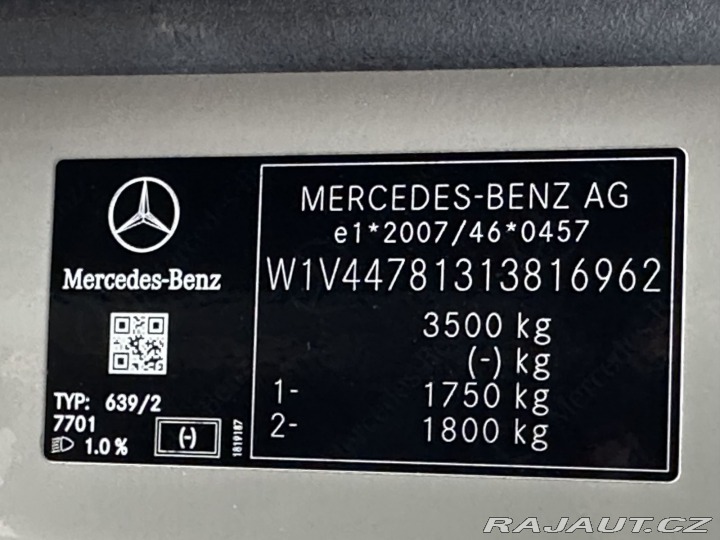 Mercedes-Benz
TYP: 639/2
7701
1.0 %
(-)
1819187
MERCEDES-BENZ AG
e1*2007/46*0457
W1V44781313816962
3500 kg
(-) kg
1- 1750 kg
2- 1800 kg
RAJAUT.CZ